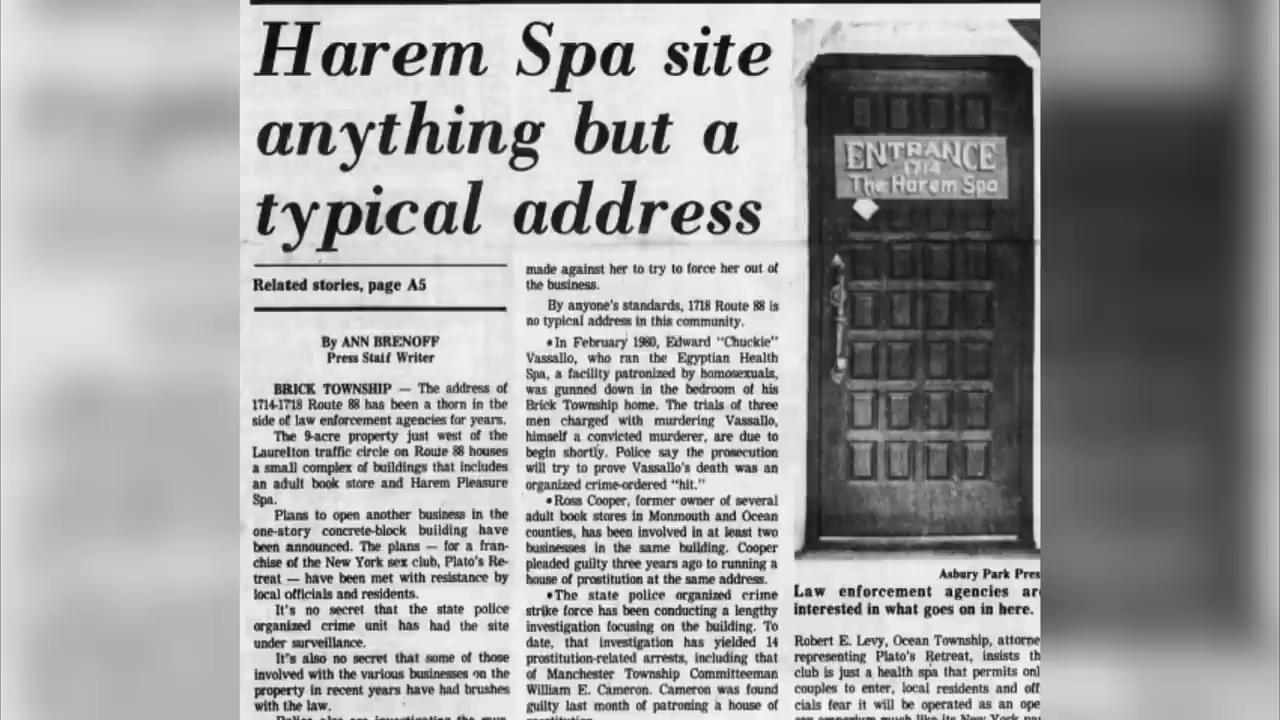 Harem Spa site
anything but a
typical address
Related stories, page A5
By ANN BRENOFF
Press Staff Writer
BRICK TOWNSHIP — The address of
1714-1718 Route 88 has been a thorn in the
side of law enforcement agencies for years.
The 9-acre property just west of the
Laurelton traffic circle on Route 88 houses
a small complex of buildings that includes
an adult book store and Harem Pleasure
Spa.
Plans to open another business in the
one-story concrete-block building have
been announced. The plans — for a fran-
chise of the New York sex club, Plato's Re-
treat — have been met with resistance by
local officials and residents.
It's no secret that the state police
organized crime unit has had the site
under surveillance.
It's also no secret that some of those
involved with the various businesses on the
property in recent years have had brushes
with the law.
Police also are investigating the
made against her to try to force her out of
the business.
By anyone's standards, 1718 Route 88 is
no typical address in this community.
•In February 1980, Edward "Chuckie"
Vassallo, who ran the Egyptian Health
Spa, a facility patronized by homosexuals,
was gunned down in the bedroom of his
Brick Township home. The trials of three
men charged with murdering Vassallo,
himself a convicted murderer, are due to
begin shortly. Police say the prosecution
will try to prove Vassallo's death was an
organized crime-ordered "hit."
•Ross Cooper, former owner of several
adult book stores in Monmouth and Ocean
counties, has been involved in at least two
businesses in the same building. Cooper
pleaded guilty three years ago to running a
house of prostitution at the same address.
•The state police organized crime
strike force has been conducting a lengthy
investigation focusing on the building. To
date, that investigation has yielded 14
prostitution-related arrests, including that
of Manchester Township Committeeman
William E. Cameron. Cameron was found
guilty last month of patroning a house of
prostitution.
ENTRANCE
1714
The Harem Spa
Asbury Park Pres
Law enforcement agencies ar
interested in what goes on in here.
Robert E. Levy, Ocean Township, attorne
representing Plato's Retreat, insists th
club is just a health spa that permits onl
couples to enter, local residents and off
cials fear it will be operated as an ope
sex emporium much like its New York